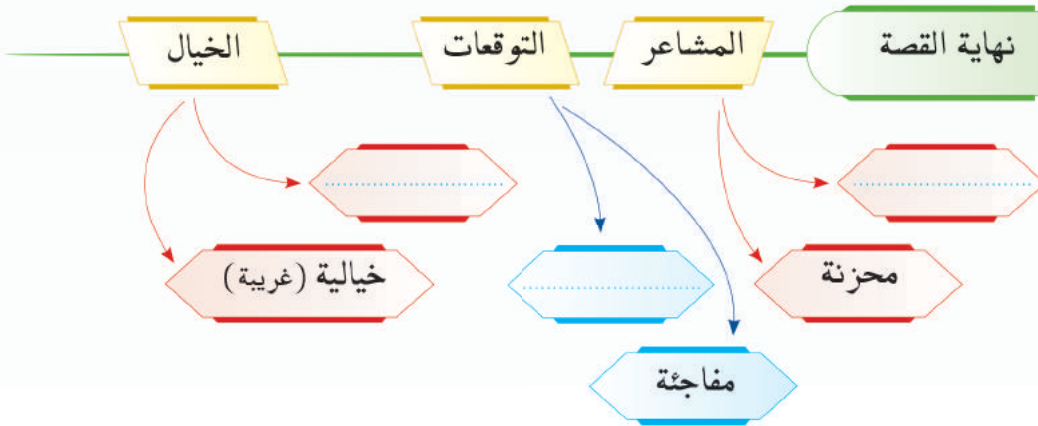 نهاية القصة
المشاعر
التوقعات
الخيال
محزنة
خيالية (غريبة)
مفاجئة